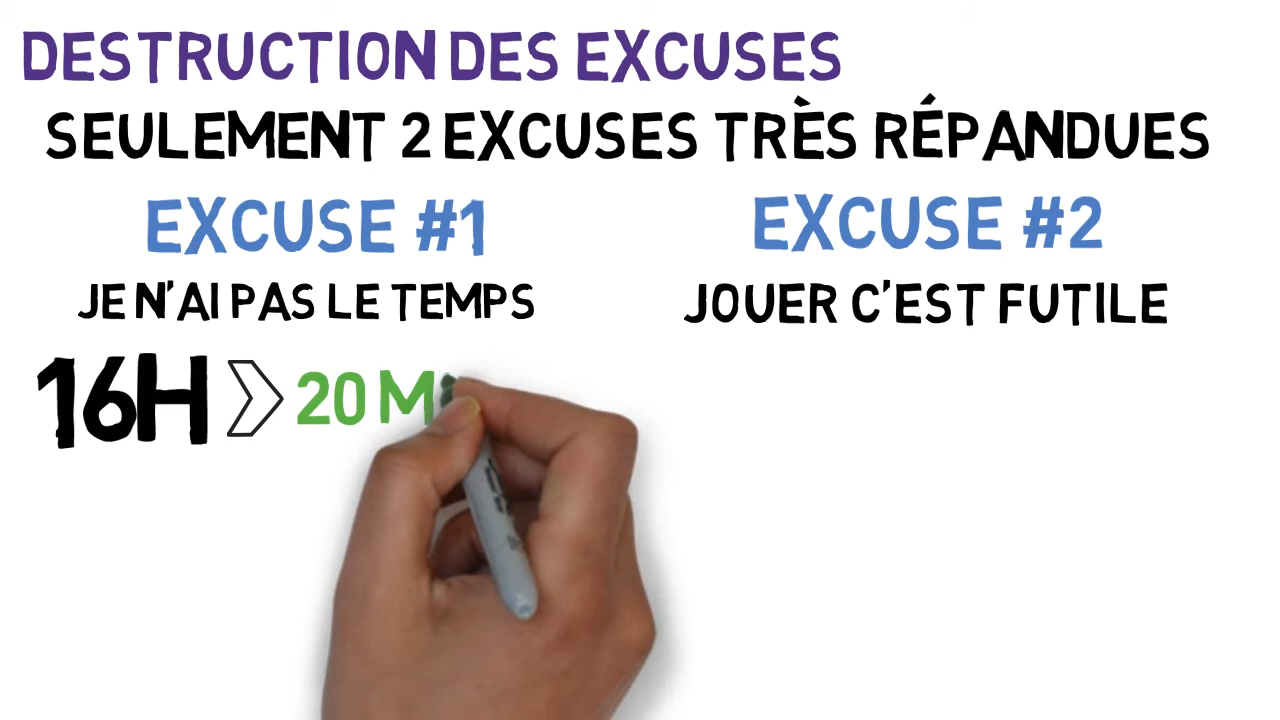 DESTRUCTION DES EXCUSES
SEULEMENT 2 EXCUSES TRÈS RÉPANDUES
EXCUSE #1
EXCUSE #2
JE N'AI PAS LE TEMPS
JOUER C'EST FUTILE
16H
20 M